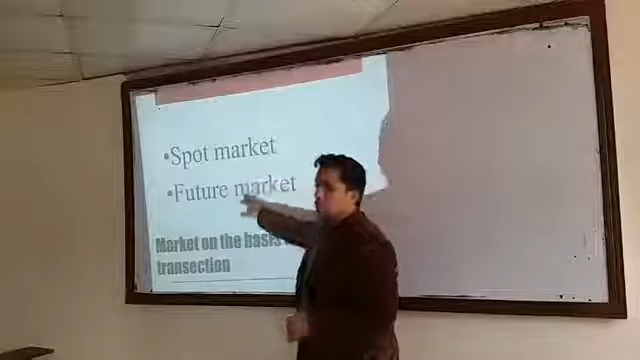 •Spot market
•Future market
Market on the basis
transection